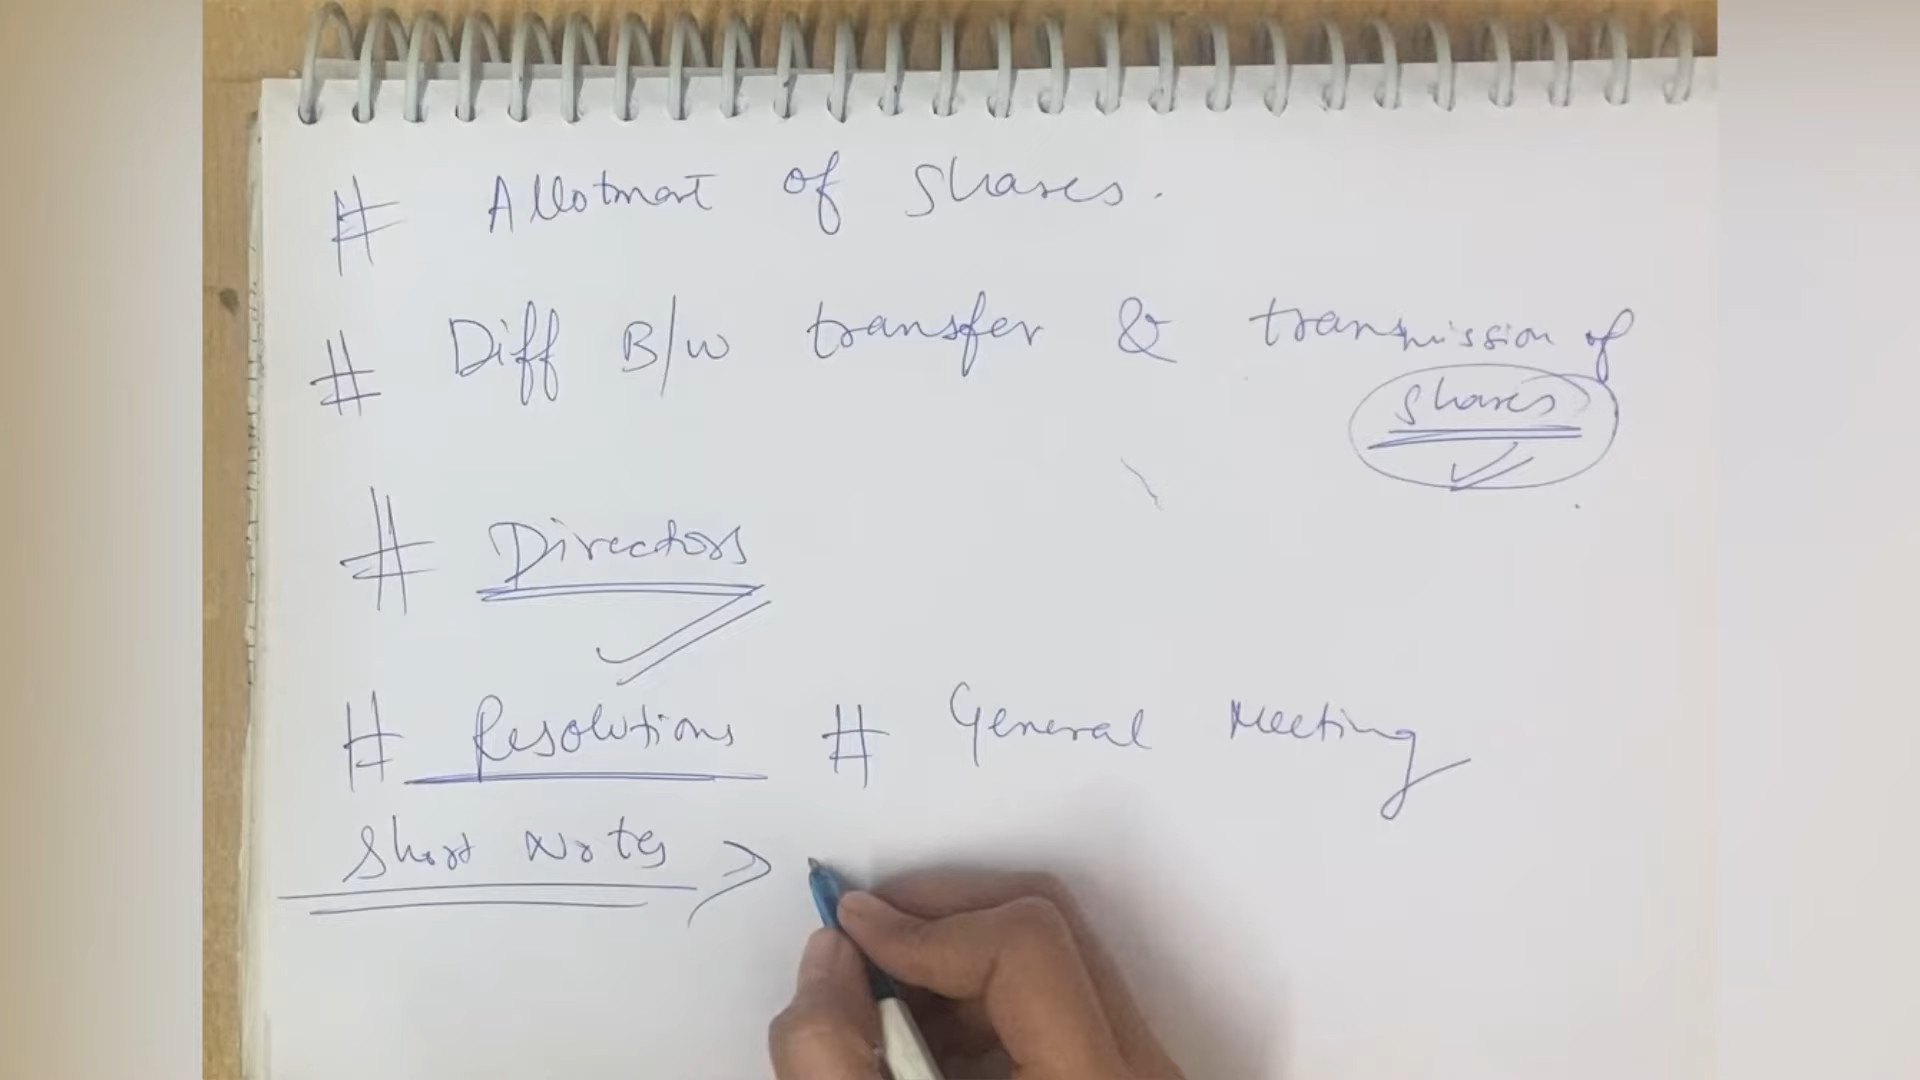 # Allotment of Shares.
# Diff B/w transfer & transmission of
shares
# Directors
# Resolutions # General Meeting
Short Notes >